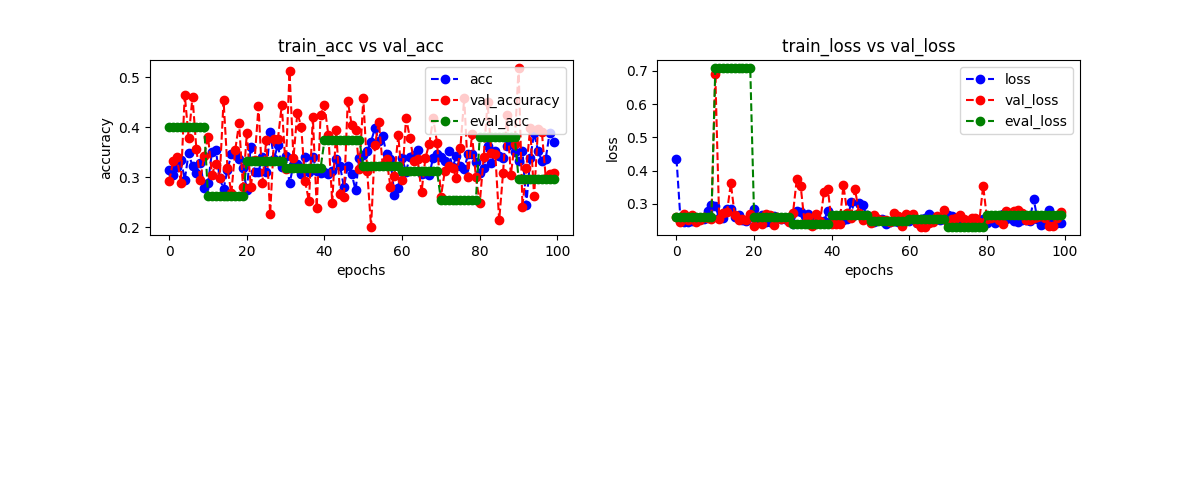 train_acc vs val_acc
0.5
0.4
0.3
0.2
accuracy
0 20 40 60 80 100
epochs
acc
val_accuracy
eval_acc
train_loss vs val_loss
0.7
0.6
0.5
0.4
0.3
loss
0 20 40 60 80 100
epochs
loss
val_loss
eval_loss